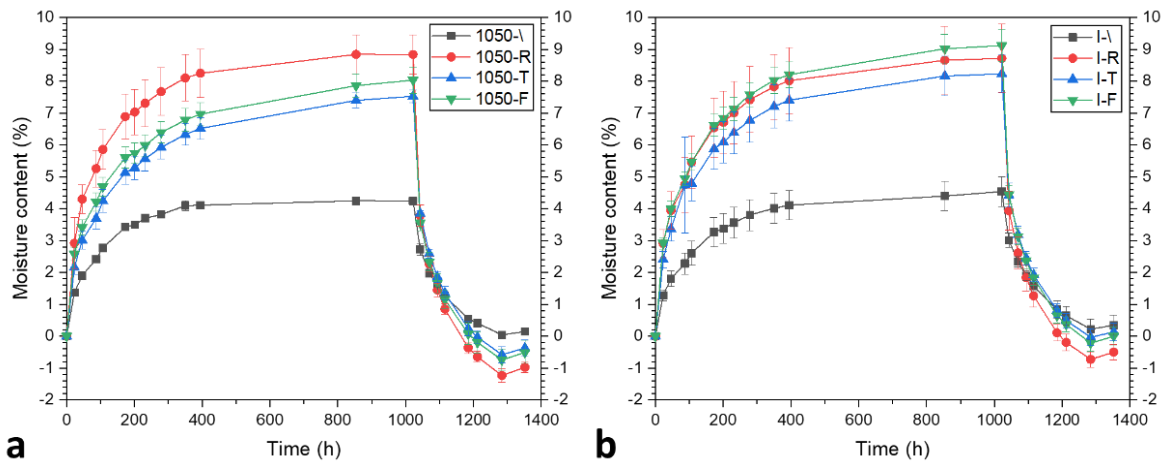 10 10
9 9
8 8
7 7
6 6
5 5
4 4
3 3
2 2
1 1
0 0
-1 -1
-2 -2
0 200 400 600 800 1000 1200 1400
Moisture content (%)
Time (h)
1050-\
1050-R
1050-T
1050-F
a
10 10
9 9
8 8
7 7
6 6
5 5
4 4
3 3
2 2
1 1
0 0
-1 -1
-2 -2
0 200 400 600 800 1000 1200 1400
Moisture content (%)
Time (h)
I-\
I-R
I-T
I-F
b